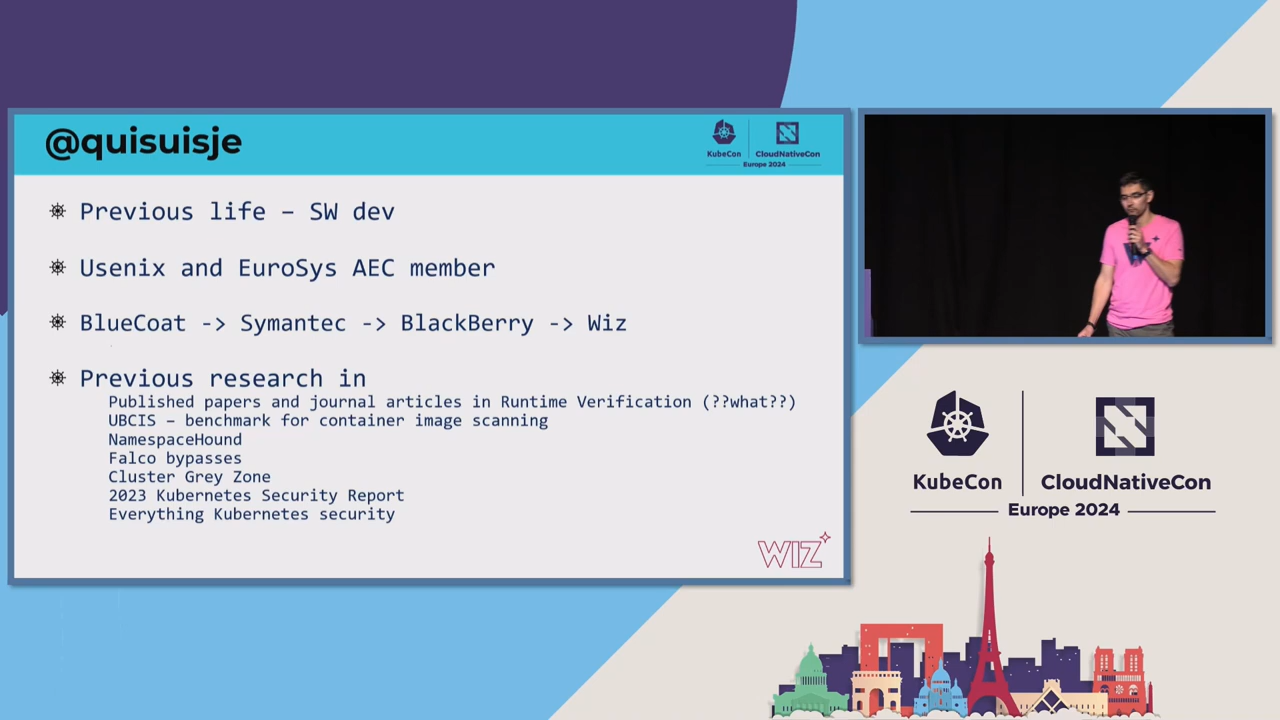 @quisuisje
KubeCon
CloudNativeCon
Europe 2024
Previous life – SW dev
Usenix and EuroSys AEC member
BlueCoat -> Symantec -> BlackBerry -> Wiz
Previous research in
Published papers and journal articles in Runtime Verification (??what??)
UBCIS – benchmark for container image scanning
NamespaceHound
Falco bypasses
Cluster Grey Zone
2023 Kubernetes Security Report
Everything Kubernetes security
WIZ
KubeCon
CloudNativeCon
Europe 2024